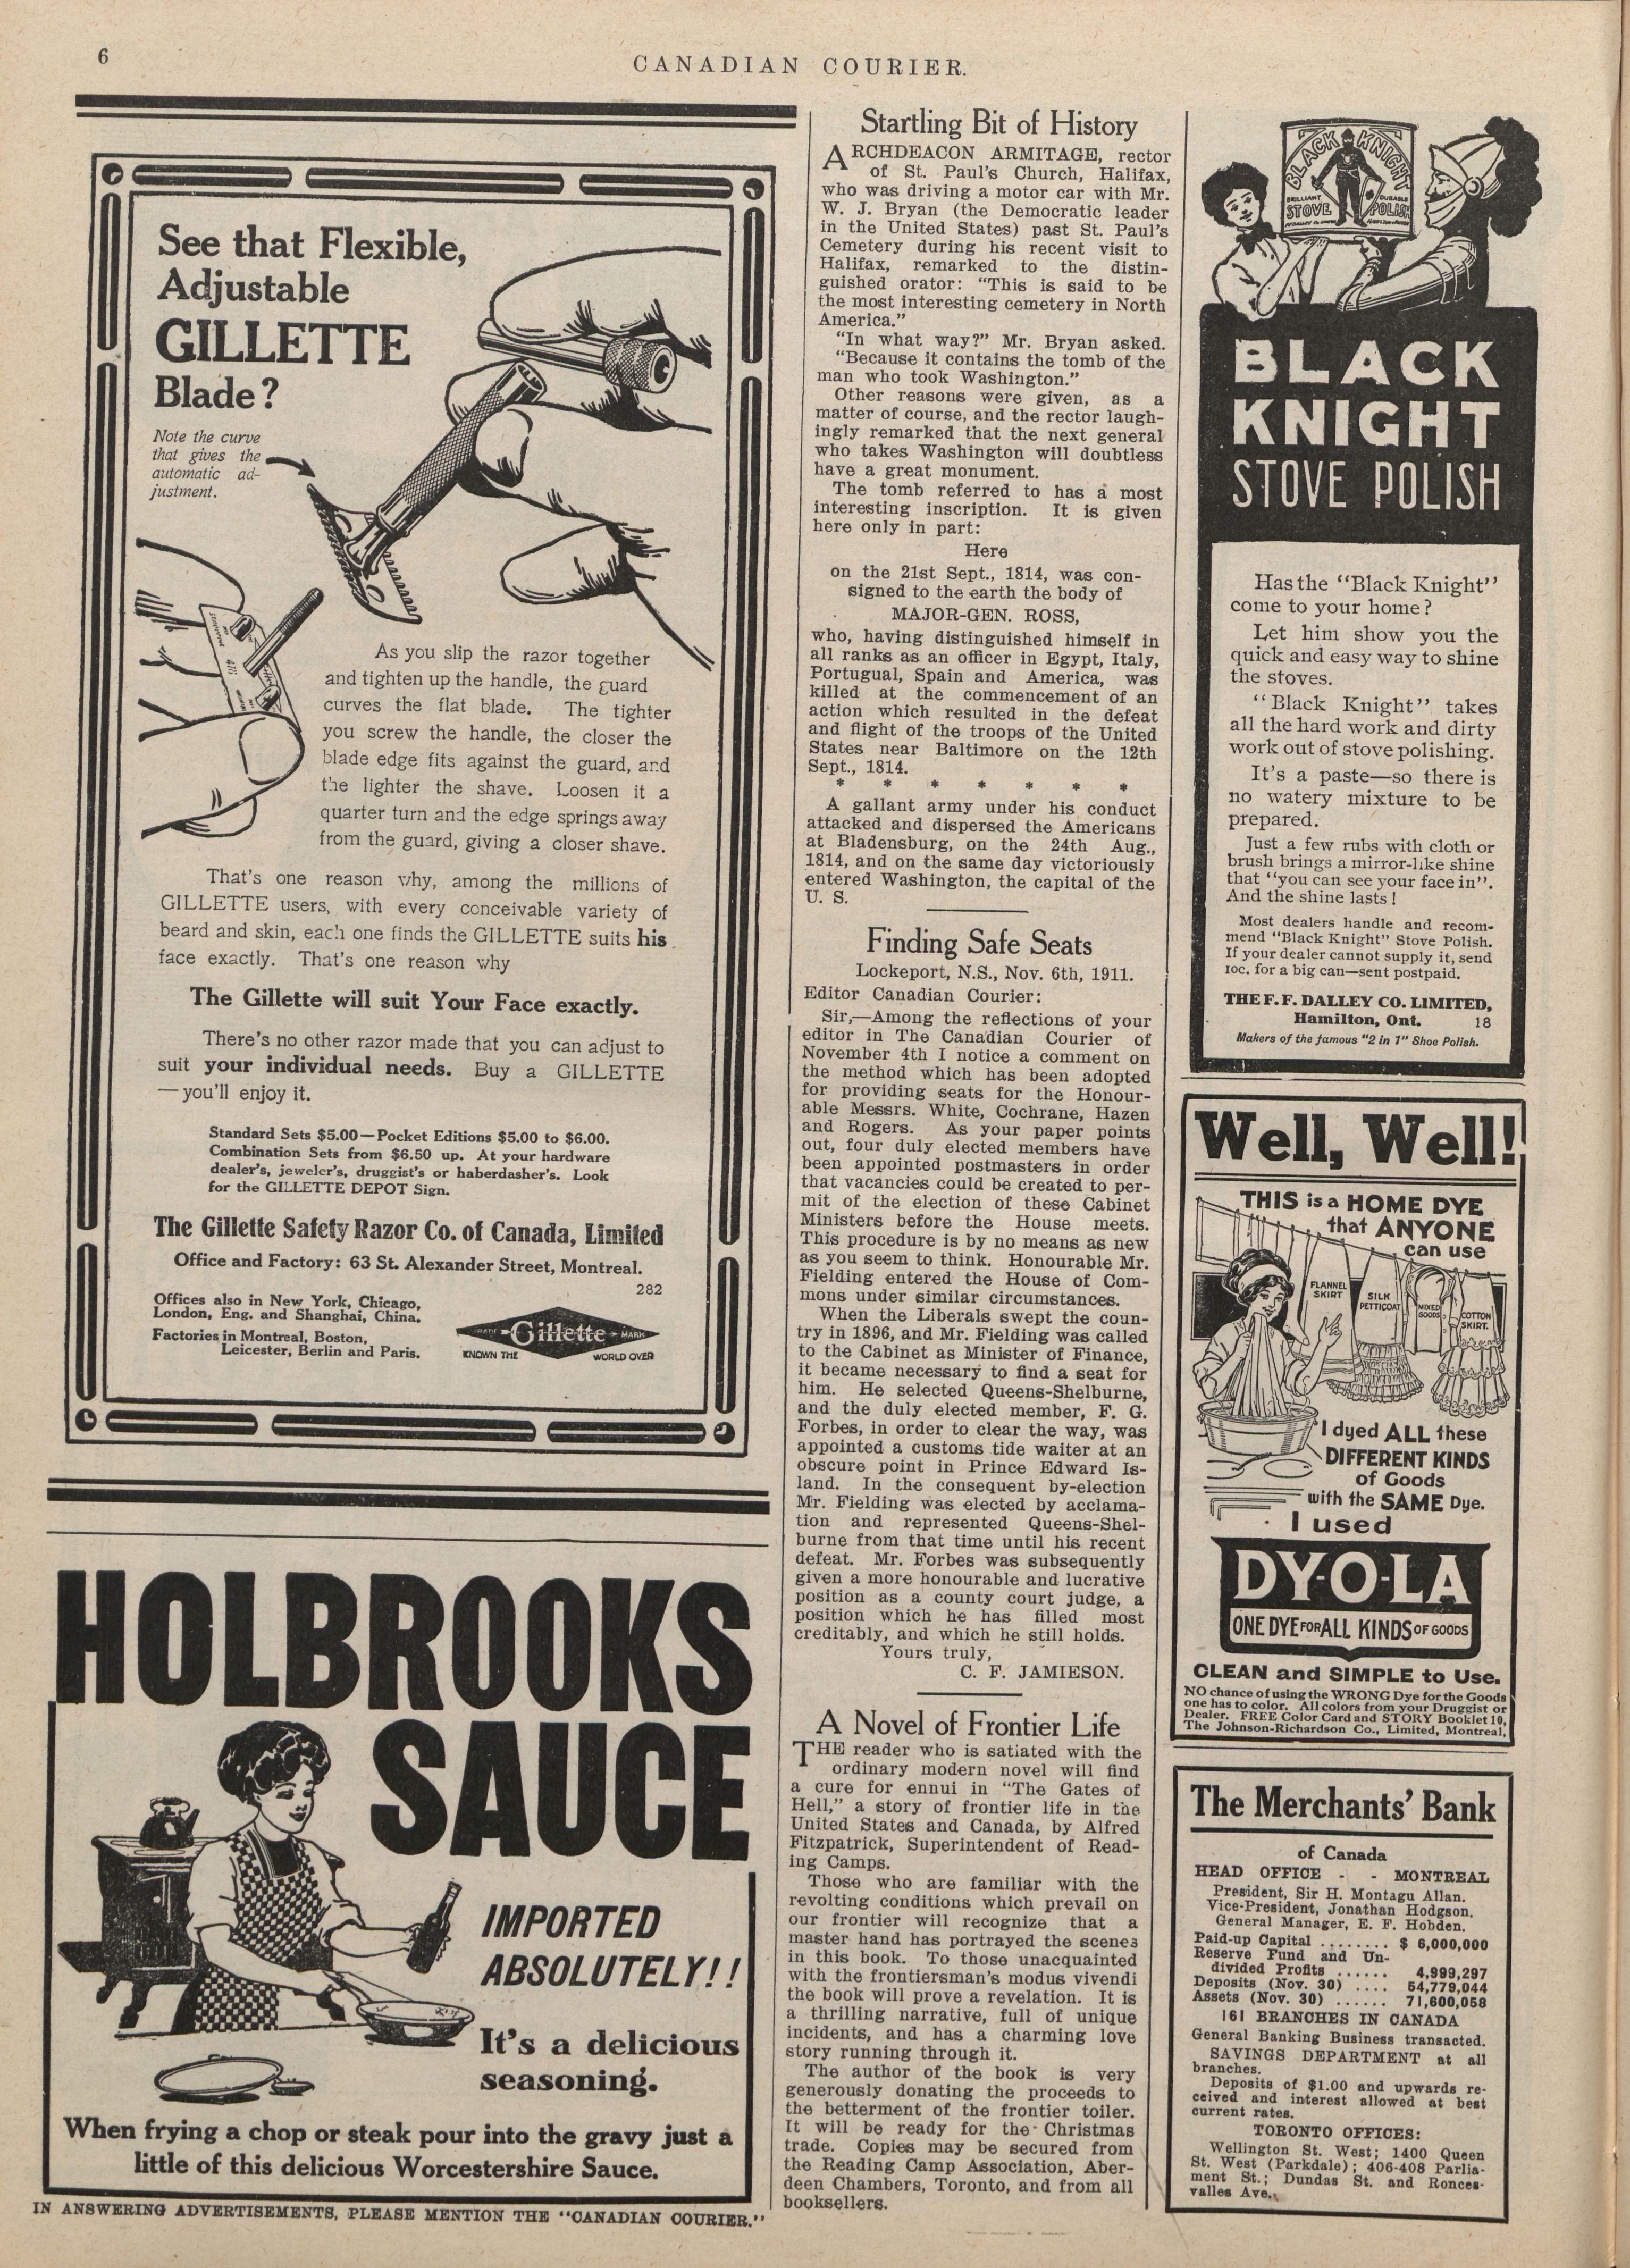 6
CANADIAN COURIER.
See that Flexible,
Adjustable
GILLETTE
Blade?
Note the curve
that gives the
automatic ad-
justment.
As you slip the razor together
and tighten up the handle, the guard
curves the flat blade. The tighter
you screw the handle, the closer the
blade edge fits against the guard, and
the lighter the shave. Loosen it a
quarter turn and the edge springs away
from the guard, giving a closer shave.
That's one reason why, among the millions of
GILLETTE users, with every conceivable variety of
beard and skin, each one finds the GILLETTE suits his
face exactly. That's one reason why
The Gillette will suit Your Face exactly.
There's no other razor made that you can adjust to
suit your individual needs. Buy a GILLETTE
—you'll enjoy it.
Standard Sets $5.00—Pocket Editions $5.00 to $6.00.
Combination Sets from $6.50 up. At your hardware
dealer's, jeweler's, druggist's or haberdasher's. Look
for the GILLETTE DEPOT Sign.
The Gillette Safety Razor Co. of Canada, Limited
Office and Factory: 63 St. Alexander Street, Montreal.
282
Offices also in New York, Chicago,
London, Eng. and Shanghai, China.
Factories in Montreal, Boston,
Leicester, Berlin and Paris.
TRADE Gillette MARK
KNOWN THE WORLD OVER
HOLBROOKS
SAUCE
IMPORTED
ABSOLUTELY!!
It's a delicious
seasoning.
When frying a chop or steak pour into the gravy just a
little of this delicious Worcestershire Sauce.
IN ANSWERING ADVERTISEMENTS, PLEASE MENTION THE "CANADIAN COURIER."
Startling Bit of History
ARCHDEACON ARMITAGE, rector
of St. Paul's Church, Halifax,
who was driving a motor car with Mr.
W. J. Bryan (the Democratic leader
in the United States) past St. Paul's
Cemetery during his recent visit to
Halifax, remarked to the distin-
guished orator: "This is said to be
the most interesting cemetery in North
America."
"In what way?" Mr. Bryan asked.
"Because it contains the tomb of the
man who took Washington."
Other reasons were given, as a
matter of course, and the rector laugh-
ingly remarked that the next general
who takes Washington will doubtless
have a great monument.
The tomb referred to has a most
interesting inscription. It is given
here only in part:
Here
on the 21st Sept., 1814, was con-
signed to the earth the body of
MAJOR-GEN. ROSS,
who, having distinguished himself in
all ranks as an officer in Egypt, Italy,
Portugual, Spain and America, was
killed at the commencement of an
action which resulted in the defeat
and flight of the troops of the United
States near Baltimore on the 12th
Sept., 1814.
* * * * * * *
A gallant army under his conduct
attacked and dispersed the Americans
at Bladensburg, on the 24th Aug.,
1814, and on the same day victoriously
entered Washington, the capital of the
U. S.
Finding Safe Seats
Lockeport, N.S., Nov. 6th, 1911.
Editor Canadian Courier:
Sir,—Among the reflections of your
editor in The Canadian Courier of
November 4th I notice a comment on
the method which has been adopted
for providing seats for the Honour-
able Messrs. White, Cochrane, Hazen
and Rogers. As your paper points
out, four duly elected members have
been appointed postmasters in order
that vacancies could be created to per-
mit of the election of these Cabinet
Ministers before the House meets.
This procedure is by no means as new
as you seem to think. Honourable Mr.
Fielding entered the House of Com-
mons under similar circumstances.
When the Liberals swept the coun-
try in 1896, and Mr. Fielding was called
to the Cabinet as Minister of Finance,
it became necessary to find a seat for
him. He selected Queens-Shelburne,
and the duly elected member, F. G.
Forbes, in order to clear the way, was
appointed a customs tide waiter at an
obscure point in Prince Edward Is-
land. In the consequent by-election
Mr. Fielding was elected by acclama-
tion and represented Queens-Shel-
burne from that time until his recent
defeat. Mr. Forbes was subsequently
given a more honourable and lucrative
position as a county court judge, a
position which he has filled most
creditably, and which he still holds.
Yours truly,
C. F. JAMIESON.
A Novel of Frontier Life
THE reader who is satiated with the
ordinary modern novel will find
a cure for ennui in "The Gates of
Hell," a story of frontier life in the
United States and Canada, by Alfred
Fitzpatrick, Superintendent of Read-
ing Camps.
Those who are familiar with the
revolting conditions which prevail on
our frontier will recognize that a
master hand has portrayed the scenes
in this book. To those unacquainted
with the frontiersman's modus vivendi
the book will prove a revelation. It is
a thrilling narrative, full of unique
incidents, and has a charming love
story running through it.
The author of the book is very
generously donating the proceeds to
the betterment of the frontier toiler.
It will be ready for the Christmas
trade. Copies may be secured from
the Reading Camp Association, Aber-
deen Chambers, Toronto, and from all
booksellers.
BLACK KNIGHT
BRILLIANT DURABLE
STOVE POLISH
BLACK
KNIGHT
STOVE POLISH
Has the "Black Knight"
come to your home?
Let him show you the
quick and easy way to shine
the stoves.
"Black Knight" takes
all the hard work and dirty
work out of stove polishing.
It's a paste—so there is
no watery mixture to be
prepared.
Just a few rubs with cloth or
brush brings a mirror-like shine
that "you can see your face in".
And the shine lasts!
Most dealers handle and recom-
mend "Black Knight" Stove Polish.
If your dealer cannot supply it, send
10c. for a big can—sent postpaid.
THE F. F. DALLEY CO. LIMITED,
Hamilton, Ont. 18
Makers of the famous "2 in 1" Shoe Polish.
Well, Well!
THIS is a HOME DYE
that ANYONE
can use
FLANNEL
SKIRT
SILK
PETTICOAT
MIXED
GOODS
COTTON
SKIRT.
I dyed ALL these
DIFFERENT KINDS
of Goods
with the SAME Dye.
I used
DY-O-LA
ONE DYE FOR ALL KINDS OF GOODS
CLEAN and SIMPLE to Use.
NO chance of using the WRONG Dye for the Goods
one has to color. All colors from your Druggist or
Dealer. FREE Color Card and STORY Booklet 10,
The Johnson-Richardson Co., Limited, Montreal,
The Merchants' Bank
of Canada
HEAD OFFICE - - MONTREAL
President, Sir H. Montagu Allan.
Vice-President, Jonathan Hodgson.
General Manager, E. F. Hebden.
Paid-up Capital ........ $ 6,000,000
Reserve Fund and Un-
divided Profits ...... 4,999,297
Deposits (Nov. 30) .... 54,779,044
Assets (Nov. 30) ...... 71,600,058
161 BRANCHES IN CANADA
General Banking Business transacted.
SAVINGS DEPARTMENT at all
branches.
Deposits of $1.00 and upwards re-
ceived and interest allowed at best
current rates.
TORONTO OFFICES:
Wellington St. West; 1400 Queen
St. West (Parkdale); 406-408 Parlia-
ment St.; Dundas St. and Ronces-
valles Ave.